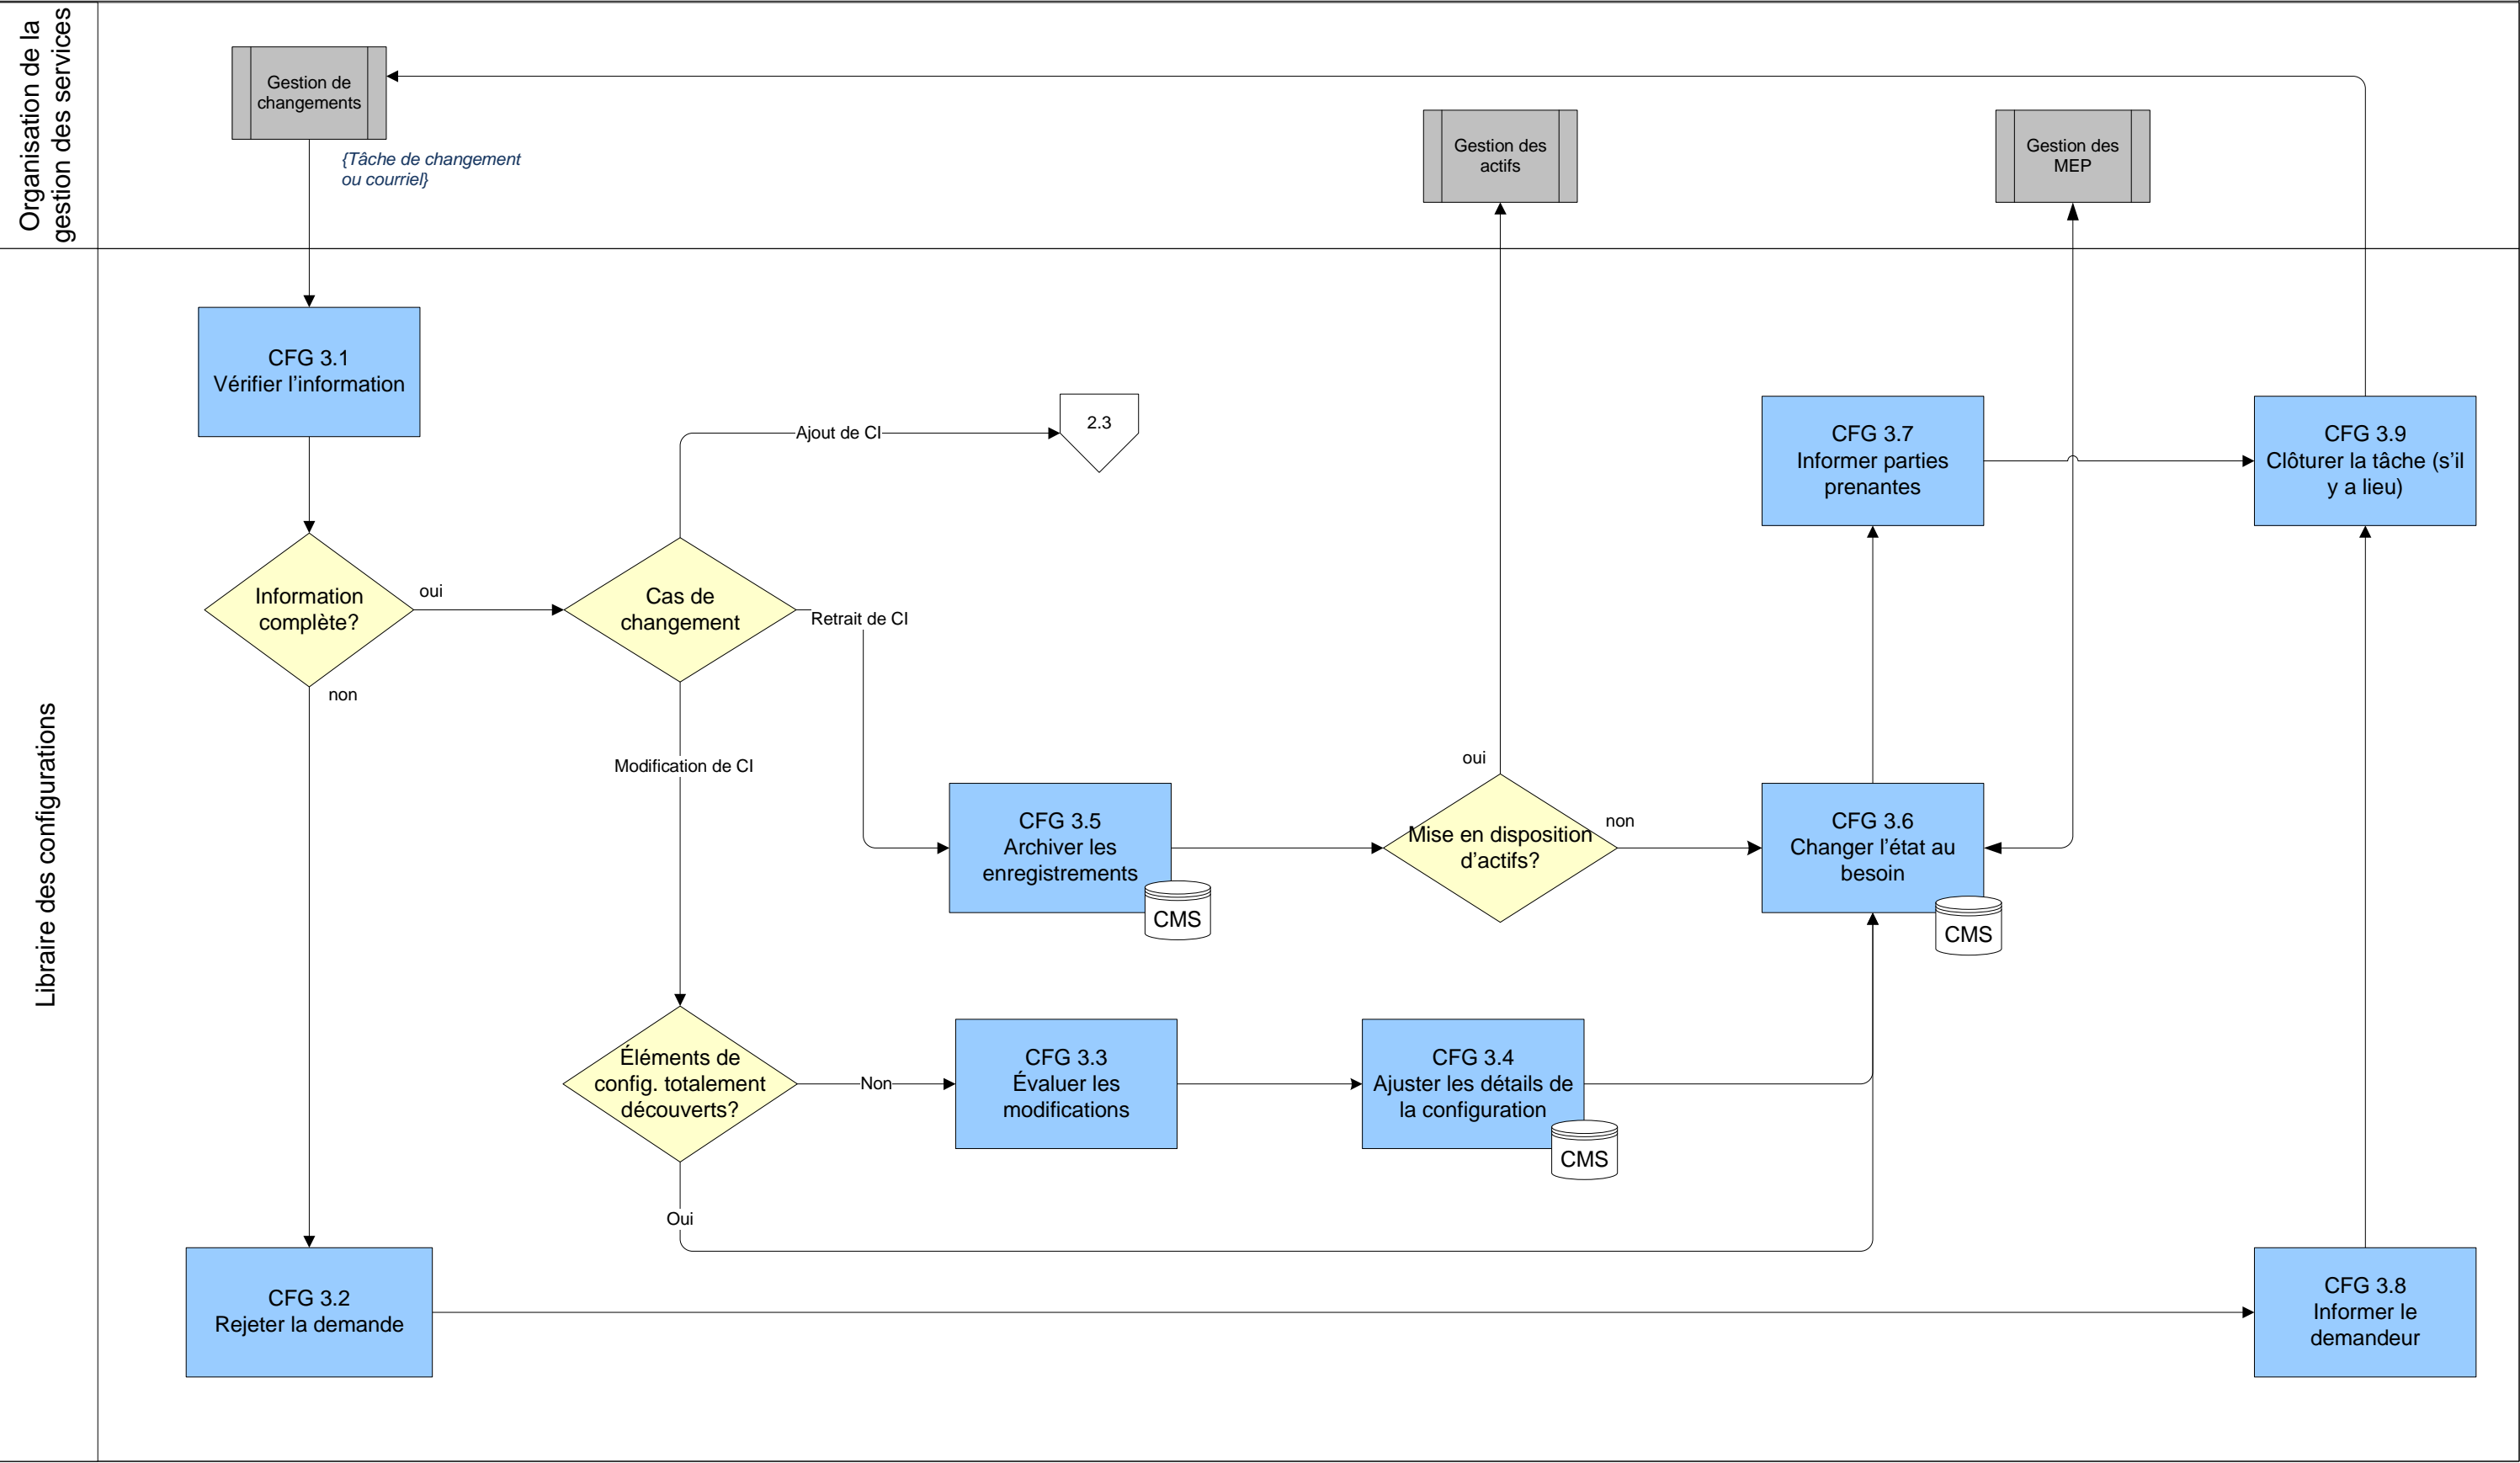 Organisation de la
gestion des services
Gestion de
changements
{Tâche de changement
ou courriel}
Gestion des
actifs
Gestion des
MEP
Libraire des configurations
CFG 3.1
Vérifier l’information
2.3
Ajout de CI
CFG 3.7
Informer parties
prenantes
CFG 3.9
Clôturer la tâche (s’il
y a lieu)
Information
complète?
oui
non
Cas de
changement
Retrait de CI
Modification de CI
CFG 3.5
Archiver les
enregistrements
CMS
oui
Mise en disposition
d’actifs?
non
CFG 3.6
Changer l’état au
besoin
CMS
Éléments de
config. totalement
découverts?
Non
CFG 3.3
Évaluer les
modifications
CFG 3.4
Ajuster les détails de
la configuration
CMS
Oui
CFG 3.2
Rejeter la demande
CFG 3.8
Informer le
demandeur